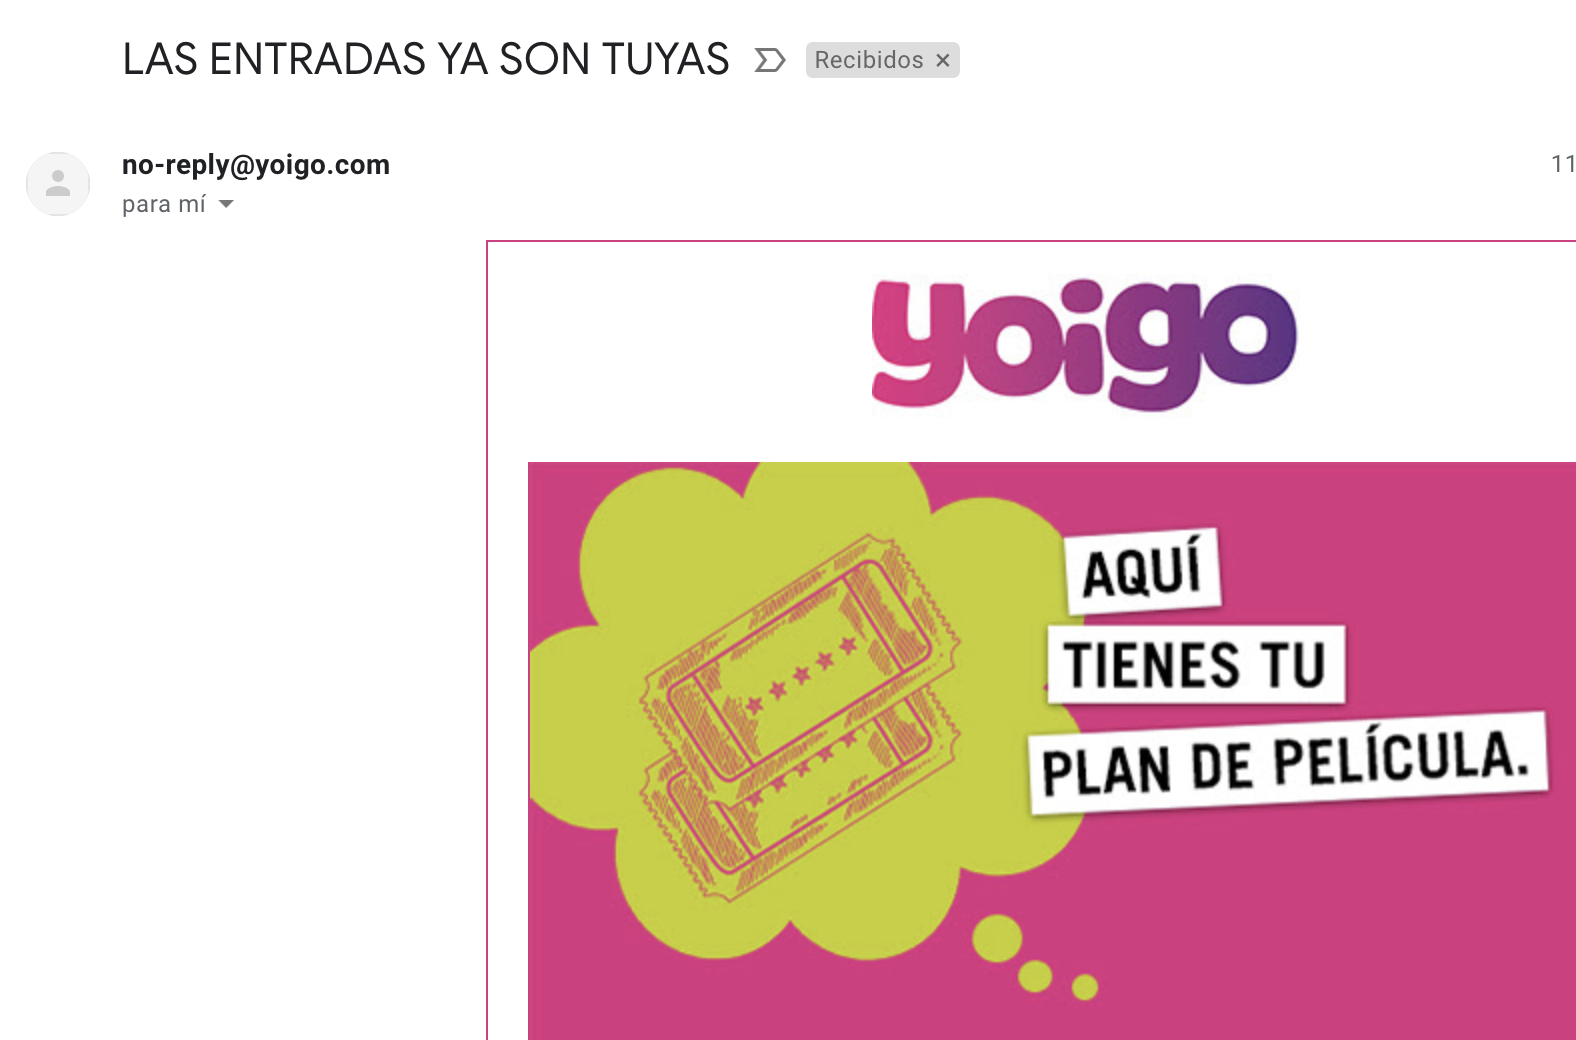 LAS ENTRADAS YA SON TUYAS
Recibidos ×
no-reply@yoigo.com
11
para mí
yoigo
AQUÍ
TIENES TU
PLAN DE PELÍCULA.